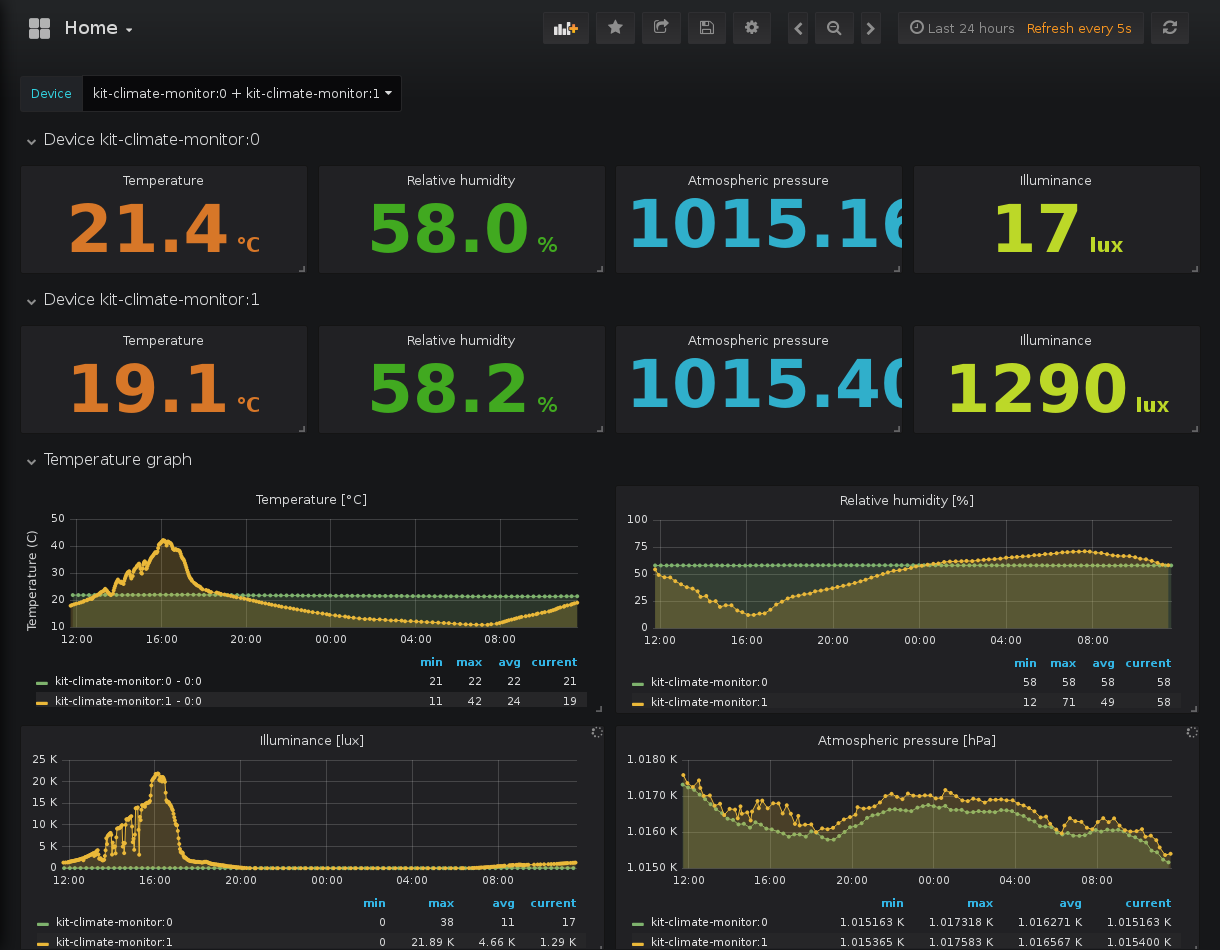 Home
Last 24 hours Refresh every 5s
Device kit-climate-monitor:0 + kit-climate-monitor:1
Device kit-climate-monitor:0
Temperature Relative humidity Atmospheric pressure Illuminance
21.4 °C 58.0 % 1015.16 17 lux
Device kit-climate-monitor:1
Temperature Relative humidity Atmospheric pressure Illuminance
19.1 °C 58.2 % 1015.40 1290 lux
Temperature graph
Temperature [°C]
Temperature (C)
50
40
30
20
10
12:00 16:00 20:00 00:00 04:00 08:00
min max avg current
kit-climate-monitor:0 - 0:0 21 22 22 21
kit-climate-monitor:1 - 0:0 11 42 24 19
Relative humidity [%]
100
75
50
25
0
12:00 16:00 20:00 00:00 04:00 08:00
min max avg current
kit-climate-monitor:0 58 58 58 58
kit-climate-monitor:1 12 71 49 58
Illuminance [lux]
25 K
20 K
15 K
10 K
5 K
0
12:00 16:00 20:00 00:00 04:00 08:00
min max avg current
kit-climate-monitor:0 0 38 11 17
kit-climate-monitor:1 0 21.89 K 4.66 K 1.29 K
Atmospheric pressure [hPa]
1.0180 K
1.0170 K
1.0160 K
1.0150 K
12:00 16:00 20:00 00:00 04:00 08:00
min max avg current
kit-climate-monitor:0 1.015163 K 1.017318 K 1.016271 K 1.015163 K
kit-climate-monitor:1 1.015365 K 1.017583 K 1.016567 K 1.015400 K